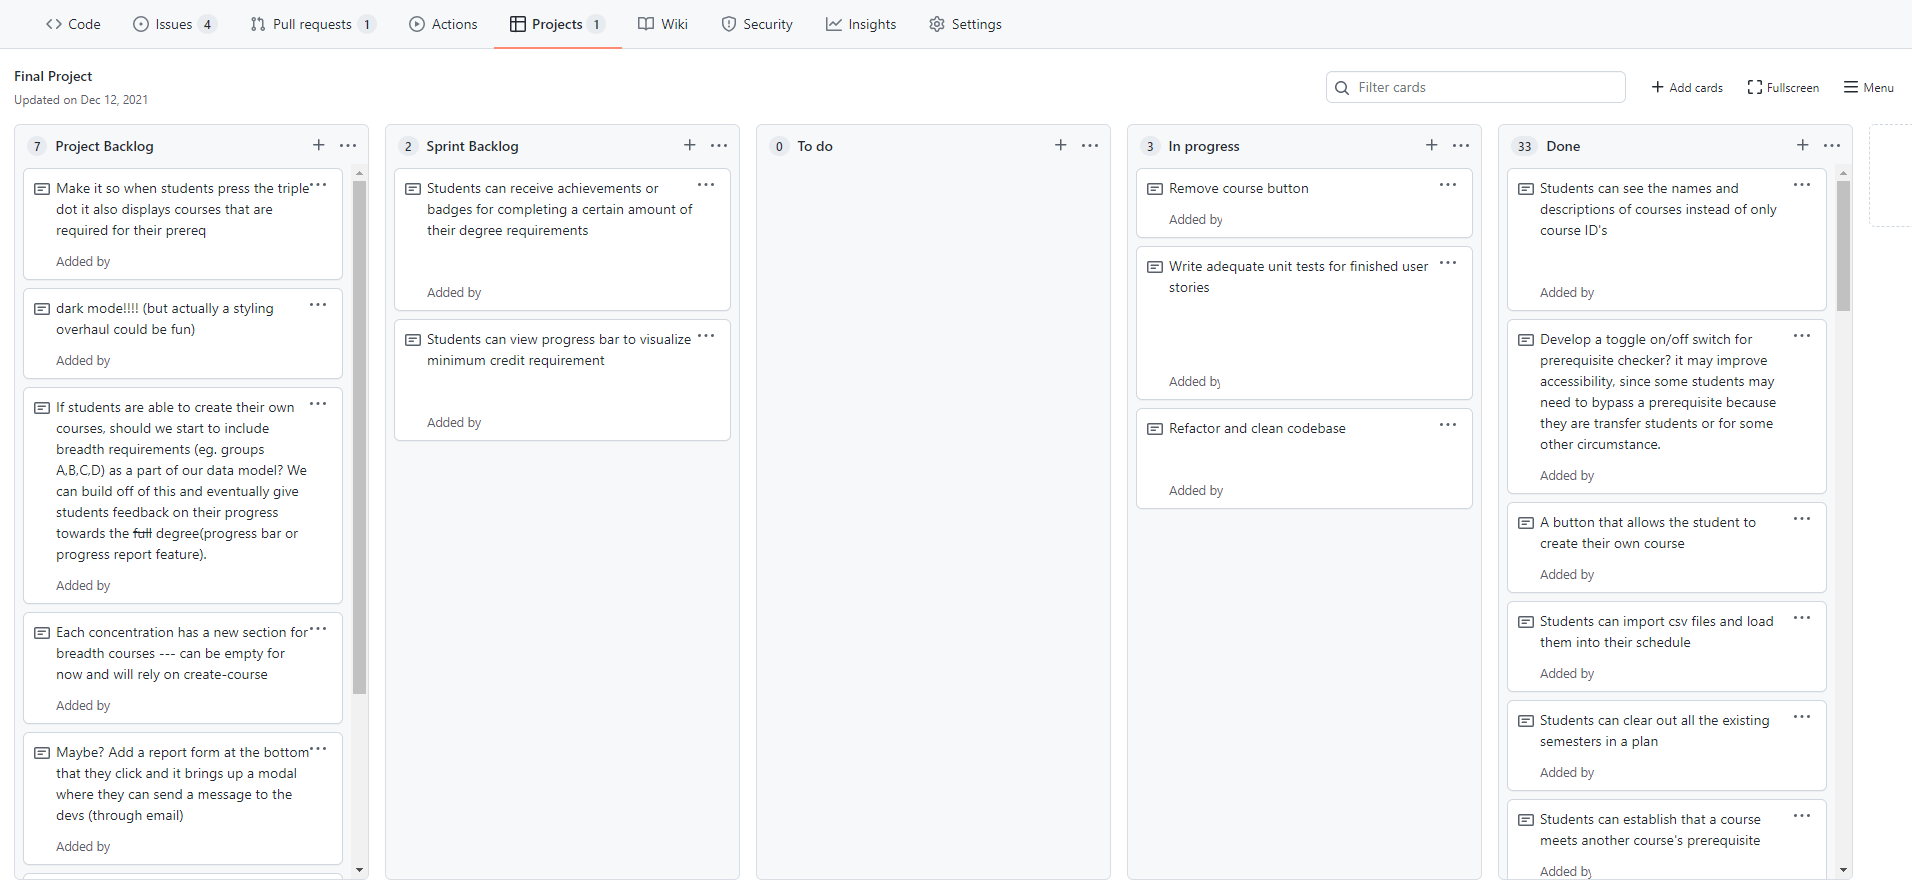 Code
Issues 4
Pull requests 1
Actions
Projects 1
Wiki
Security
Insights
Settings
Final Project
Updated on Dec 12, 2021
Filter cards
Add cards
Fullscreen
Menu
7 Project Backlog
Make it so when students press the triple
dot it also displays courses that are
required for their prereq
Added by
dark mode!!!! (but actually a styling
overhaul could be fun)
Added by
If students are able to create their own
courses, should we start to include
breadth requirements (eg. groups
A,B,C,D) as a part of our data model? We
can build off of this and eventually give
students feedback on their progress
towards the full degree(progress bar or
progress report feature).
Added by
Each concentration has a new section for
breadth courses --- can be empty for
now and will rely on create-course
Added by
Maybe? Add a report form at the bottom
that they click and it brings up a modal
where they can send a message to the
devs (through email)
Added by
2 Sprint Backlog
Students can receive achievements or
badges for completing a certain amount of
their degree requirements
Added by
Students can view progress bar to visualize
minimum credit requirement
Added by
0 To do
3 In progress
Remove course button
Added by
Write adequate unit tests for finished user
stories
Added by
Refactor and clean codebase
Added by
33 Done
Students can see the names and
descriptions of courses instead of only
course ID's
Added by
Develop a toggle on/off switch for
prerequisite checker? it may improve
accessibility, since some students may
need to bypass a prerequisite because
they are transfer students or for some
other circumstance.
Added by
A button that allows the student to
create their own course
Added by
Students can import csv files and load
them into their schedule
Added by
Students can clear out all the existing
semesters in a plan
Added by
Students can establish that a course
meets another course's prerequisite
Added by